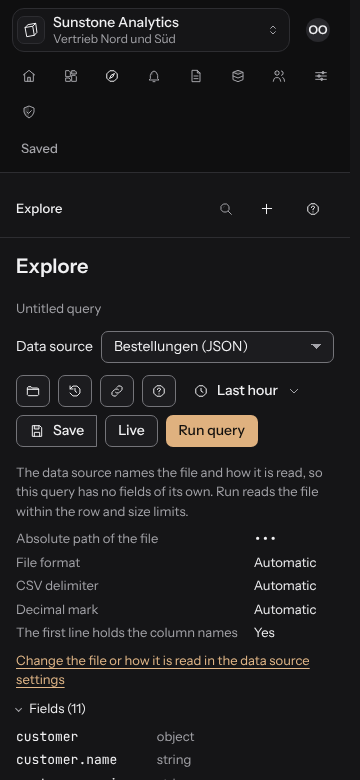 Sunstone Analytics
Vertrieb Nord und Süd
OO
Saved
Explore
Explore
Untitled query
Data source
Bestellungen (JSON)
Last hour
Save
Live
Run query
The data source names the file and how it is read, so
this query has no fields of its own. Run reads the file
within the row and size limits.
Absolute path of the file
•••
File format
Automatic
CSV delimiter
Automatic
Decimal mark
Automatic
The first line holds the column names
Yes
Change the file or how it is read in the data source
settings
Fields (11)
customer
object
customer.name
string